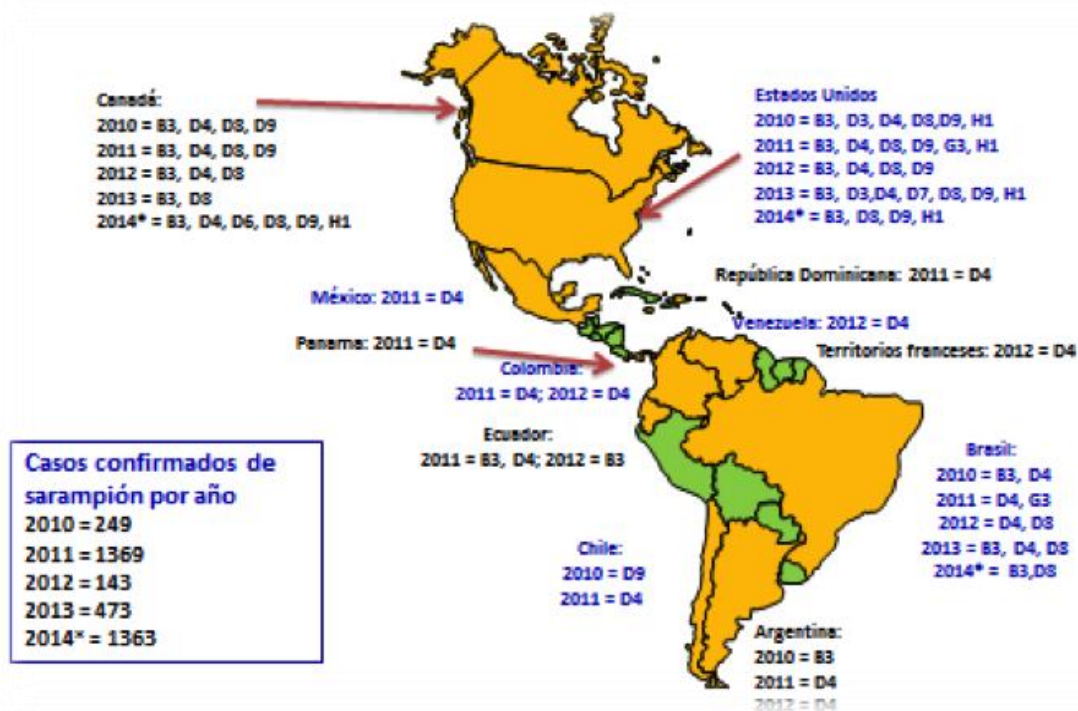 Canadá:
2010 = B3, D4, D8, D9
2011 = B3, D4, D8, D9
2012 = B3, D4, D8
2013 = B3, D8
2014* = B3, D4, D6, D8, D9, H1
Estados Unidos
2010 = B3, D3, D4, D8,D9, H1
2011 = B3, D4, D8, D9, G3, H1
2012 = B3, D4, D8, D9
2013 = B3, D3,D4, D7, D8, D9, H1
2014* = B3, D8, D9, H1
República Dominicana: 2011 = D4
México: 2011 = D4
Venezuela: 2012 = D4
Panama: 2011 = D4
Territorios franceses: 2012 = D4
Colombia:
2011 = D4; 2012 = D4
Ecuador:
2011 = B3, D4; 2012 = B3
Brasil:
2010 = B3, D4
2011 = D4, G3
2012 = D4, D8
2013 = B3, D4, D8
2014* = B3,D8
Casos confirmados de
sarampión por año
2010 = 249
2011 = 1369
2012 = 143
2013 = 473
2014* = 1363
Chile:
2010 = D9
2011 = D4
Argentina:
2010 = B3
2011 = D4
2012 = D4